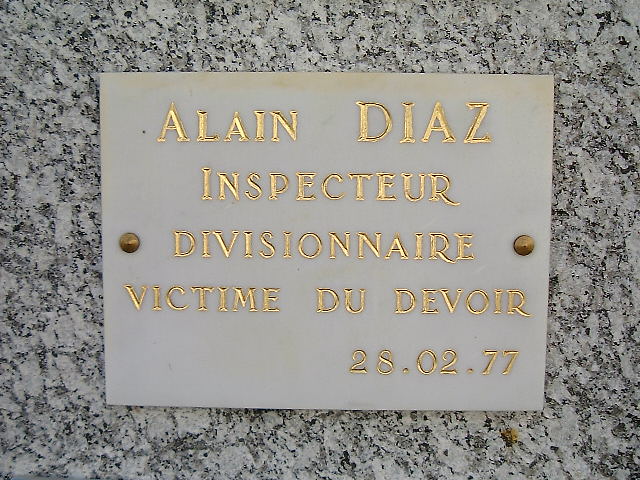 ALAIN DIAZ
INSPECTEUR
DIVISIONNAIRE
VICTIME DU DEVOIR
28.02.77